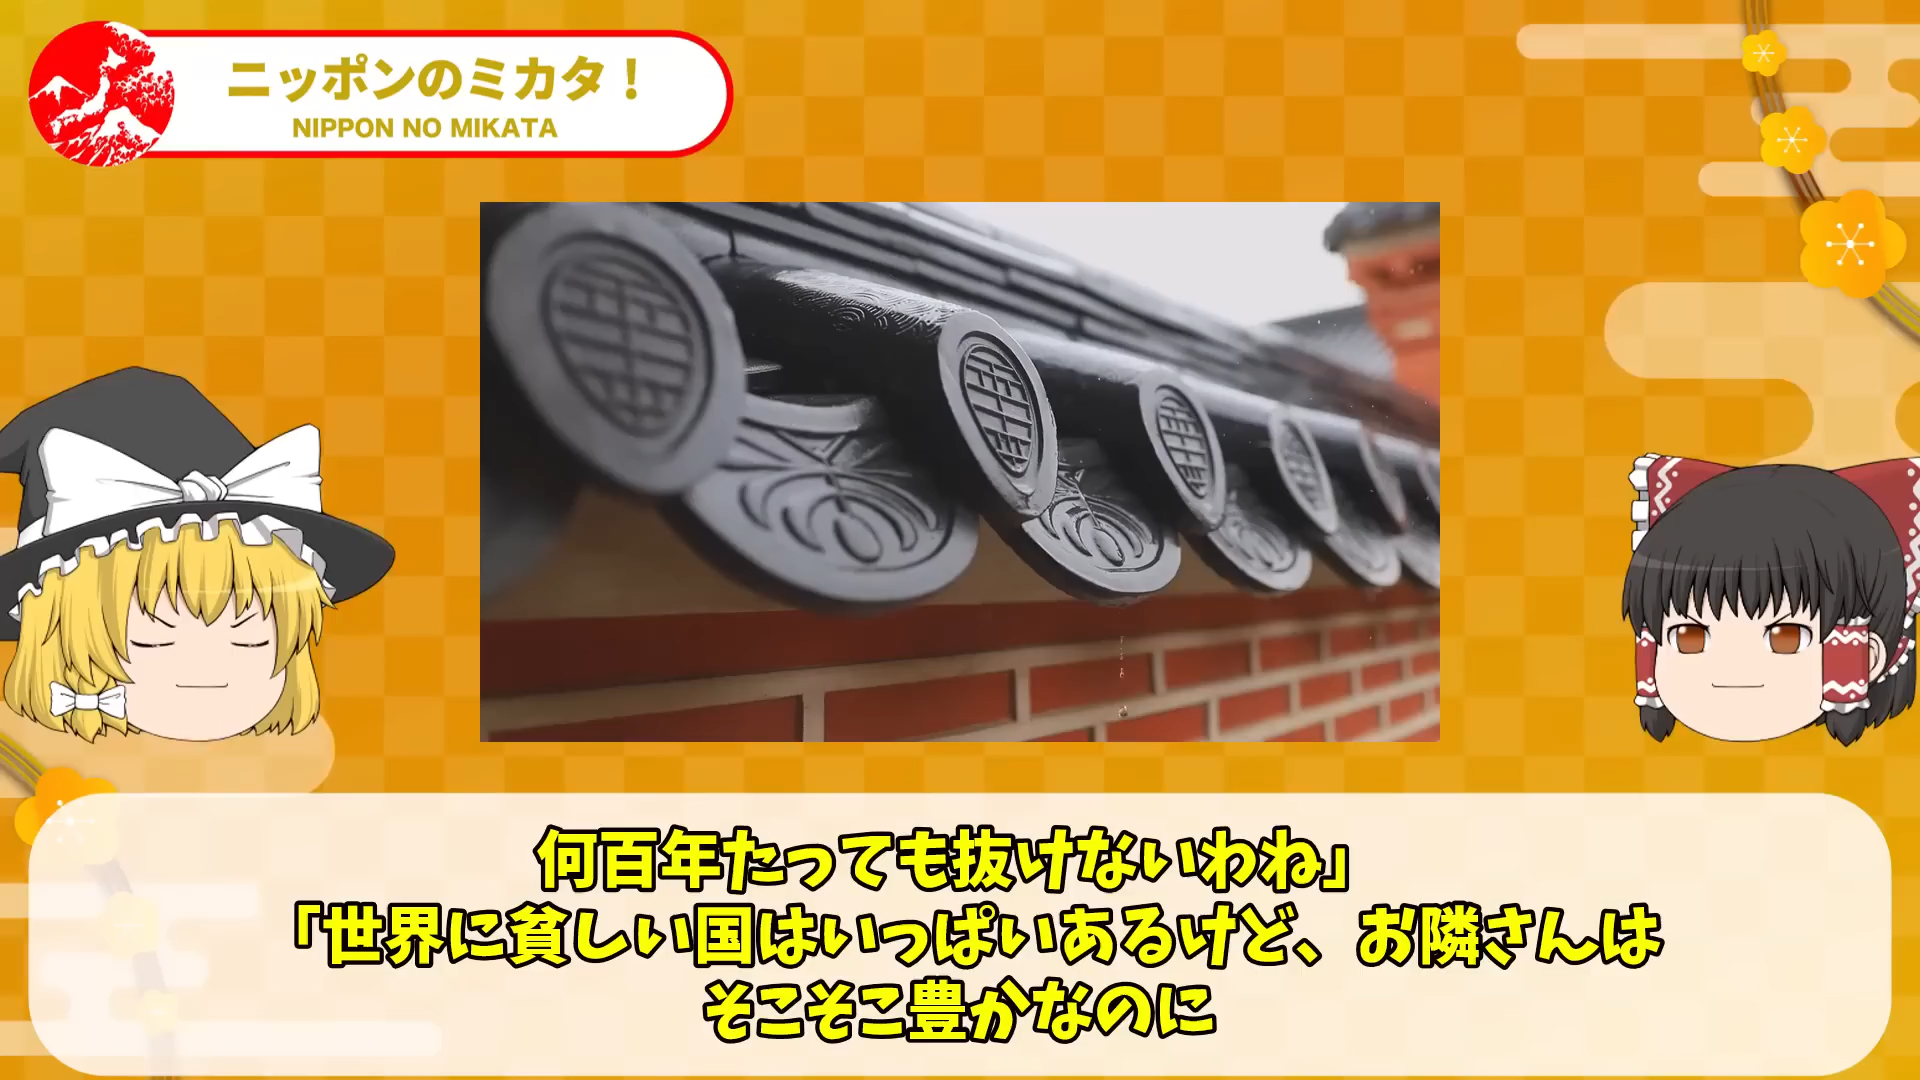 ニッポンのミカタ！
NIPPON NO MIKATA
何百年たっても抜けないわね」
「世界に貧しい国はいっぱいあるけど、お隣さんは
そこそこ豊かなのに